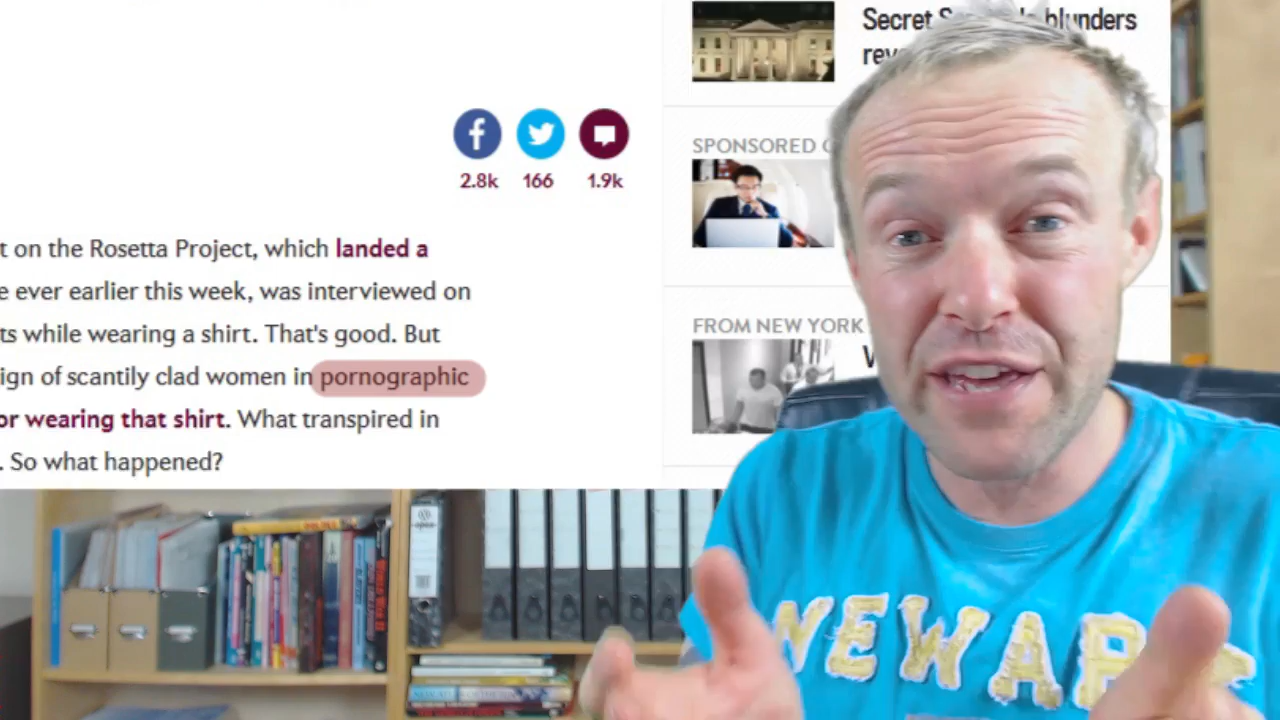 Secret blunders
2.8k
166
1.9k
SPONSORED
t on the Rosetta Project, which landed a
e ever earlier this week, was interviewed on
ts while wearing a shirt. That's good. But
FROM NEW YORK
ign of scantily clad women in pornographic
or wearing that shirt. What transpired in
. So what happened?
NEWAR